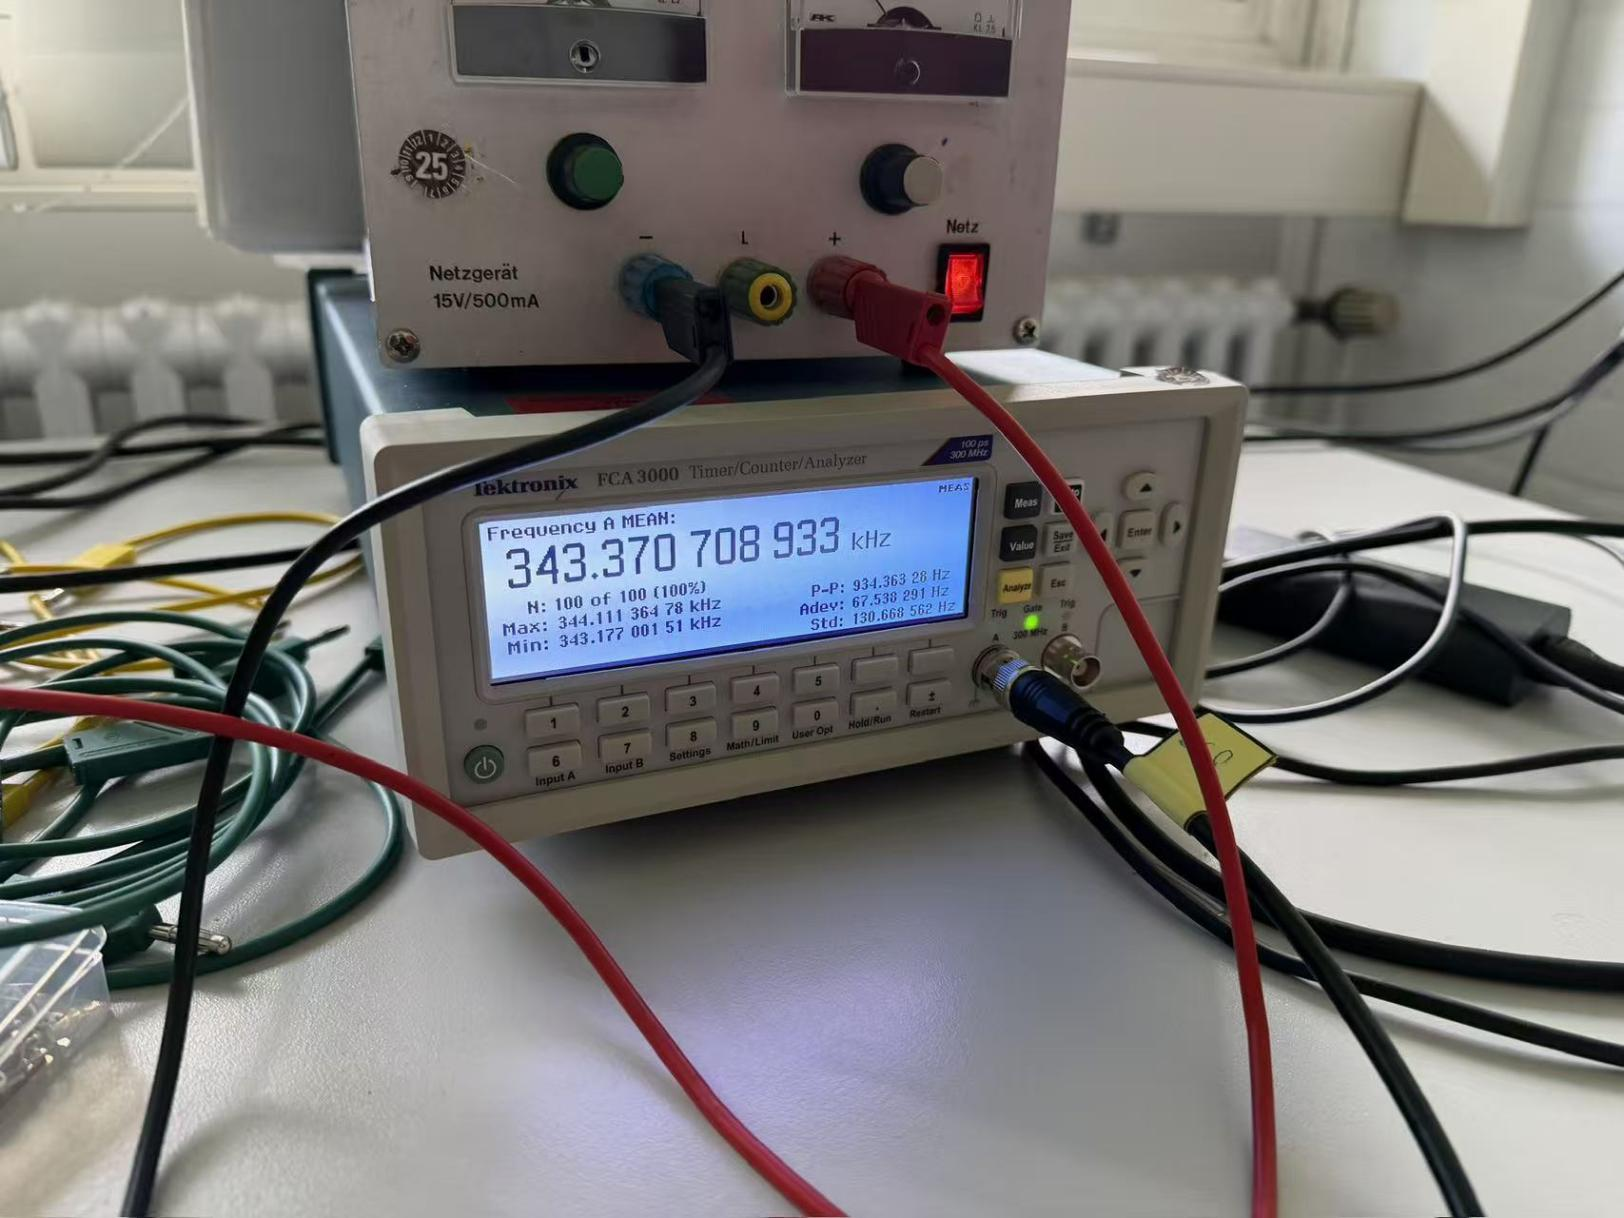 25
Netz
− L +
Netzgerät
15V/500mA
Tektronix FCA 3000 Timer/Counter/Analyzer
100 ps
300 MHz
MEAS
Frequency A MEAN:
343.370 708 933 kHz
N: 100 of 100 (100%)
Max: 344.111 364 78 kHz
Min: 343.177 001 51 kHz
P-P: 934.363 28 Hz
Adev: 67.538 291 Hz
Std: 130.668 562 Hz
Meas
Value
Save
Exit
Enter
Analyze
Esc
Trig Gate Trig
A 300 MHz B
1 2 3 4 5
6 7 8 9 0 . ±
Input A Input B Settings Math/Limit User Opt Hold/Run Restart